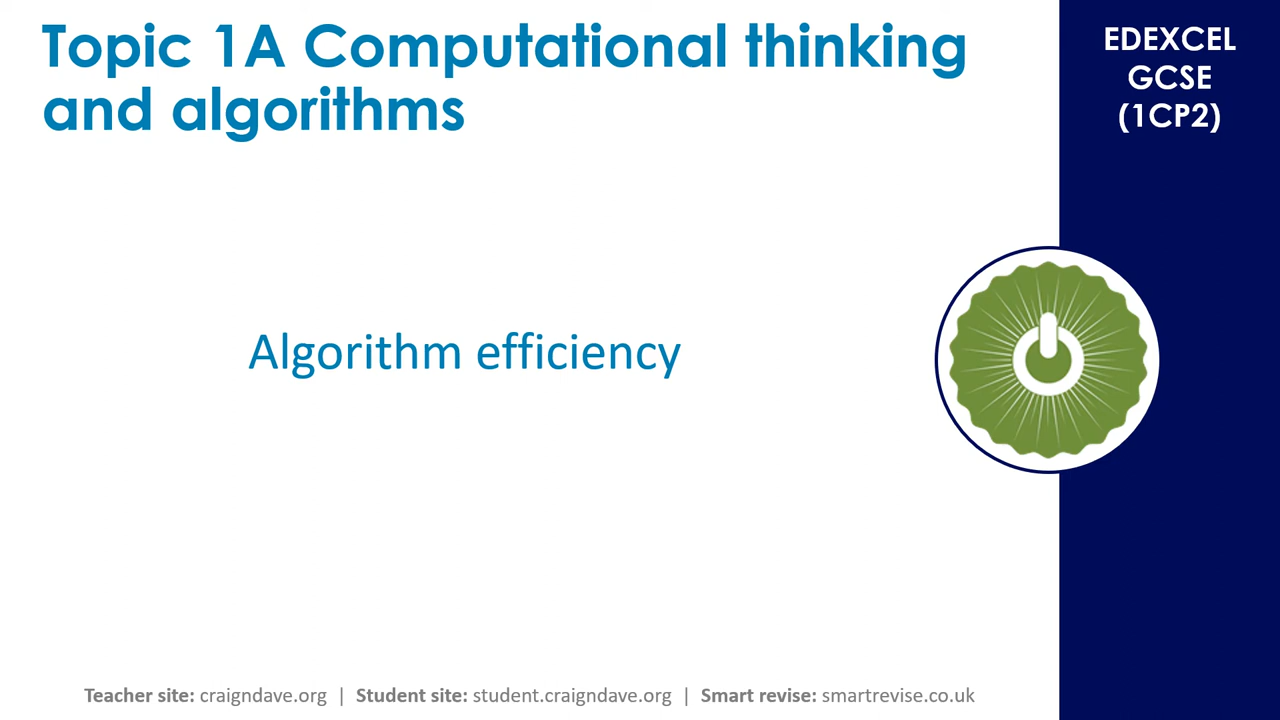 Topic 1A Computational thinking
and algorithms
EDEXCEL
GCSE
(1CP2)
Algorithm efficiency
Teacher site: craigndave.org | Student site: student.craigndave.org | Smart revise: smartrevise.co.uk